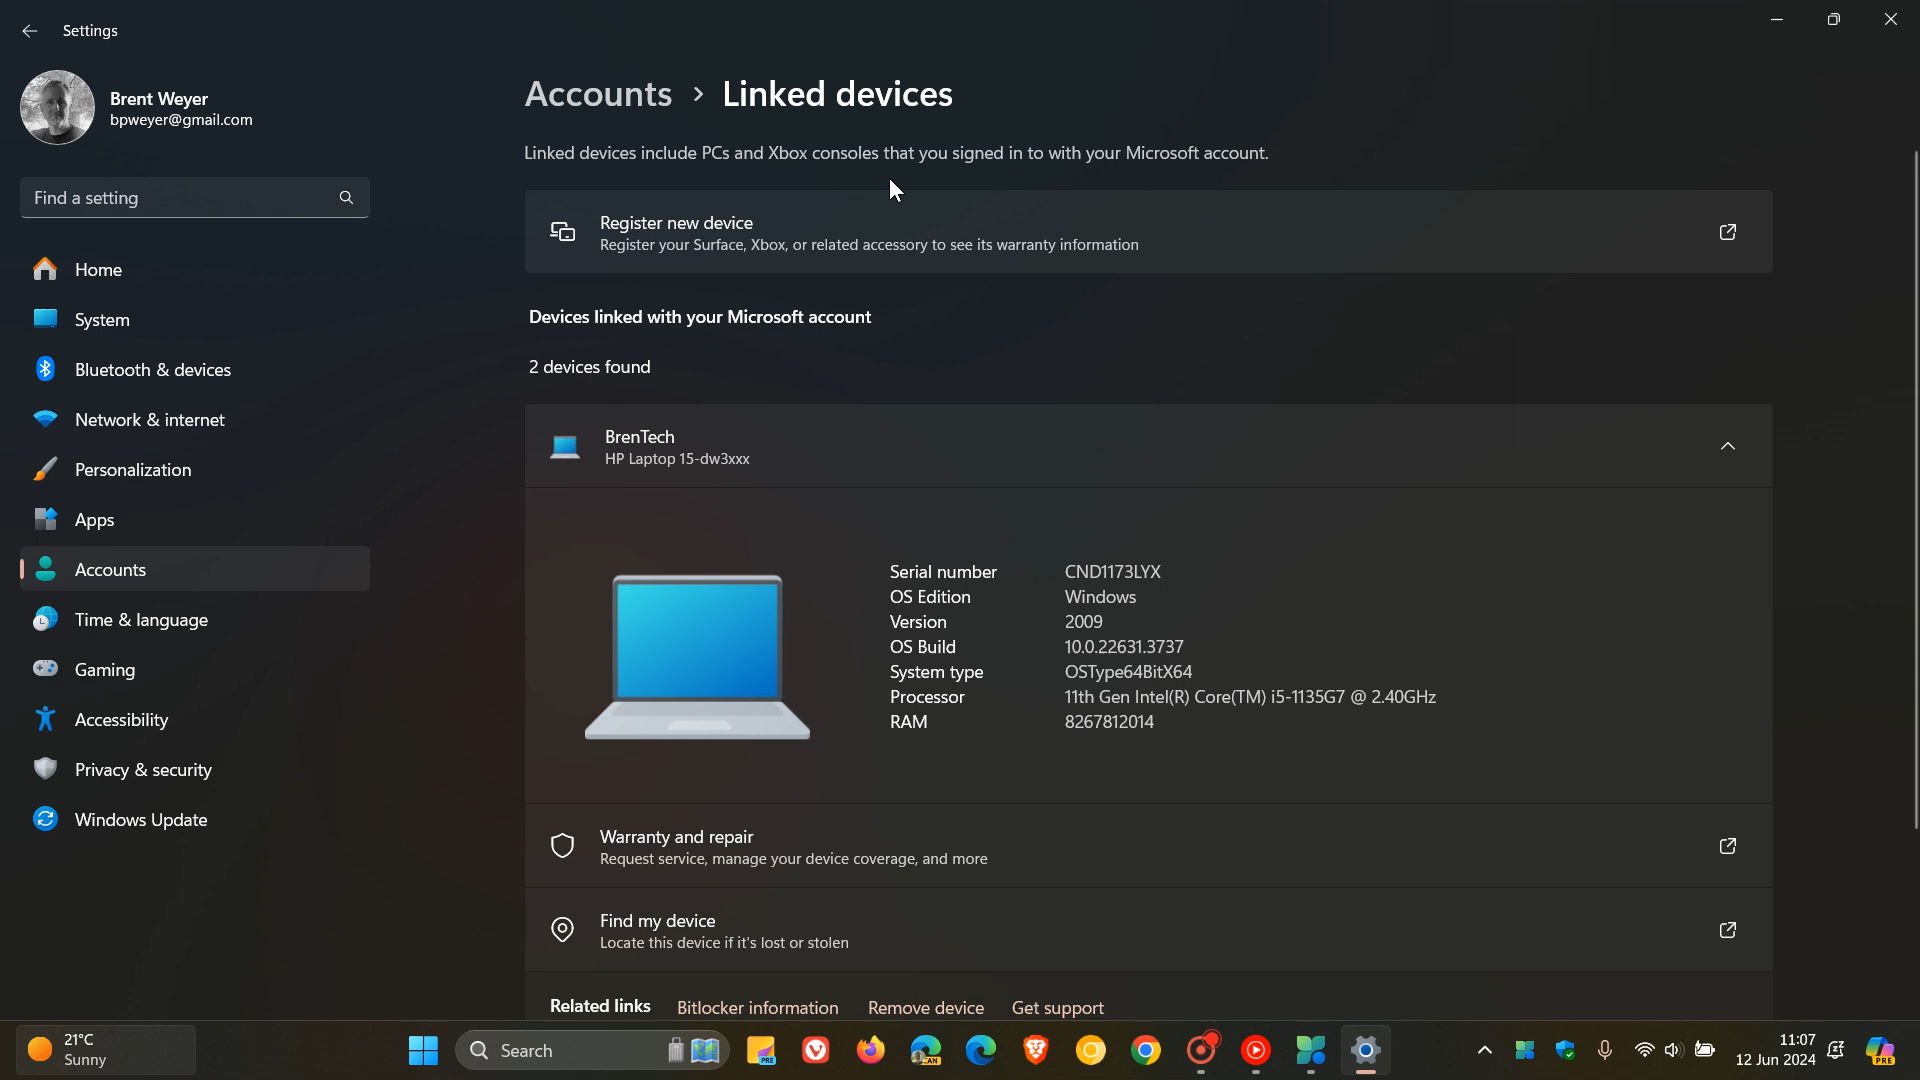 Settings
Brent Weyer
bpweyer@gmail.com
Find a setting
Home
System
Bluetooth & devices
Network & internet
Personalization
Apps
Accounts
Time & language
Gaming
Accessibility
Privacy & security
Windows Update
Accounts > Linked devices
Linked devices include PCs and Xbox consoles that you signed in to with your Microsoft account.
Register new device
Register your Surface, Xbox, or related accessory to see its warranty information
Devices linked with your Microsoft account
2 devices found
BrenTech
HP Laptop 15-dw3xxx
Serial number CND1173LYX
OS Edition Windows
Version 2009
OS Build 10.0.22631.3737
System type OSType64BitX64
Processor 11th Gen Intel(R) Core(TM) i5-1135G7 @ 2.40GHz
RAM 8267812014
Warranty and repair
Request service, manage your device coverage, and more
Find my device
Locate this device if it's lost or stolen
Related links Bitlocker information Remove device Get support
21°C
Sunny
Search
PRE
CAN
11:07
12 Jun 2024
PRE